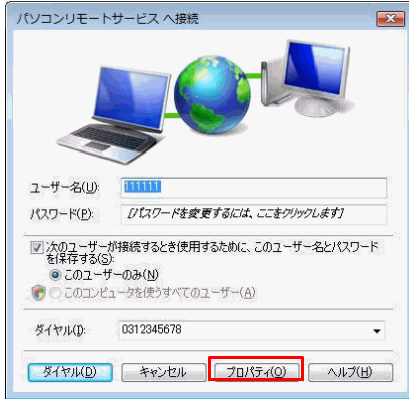 パソコンリモートサービス へ接続
ユーザー名(U): 111111
パスワード(P): [パスワードを変更するには、ここをクリックします]
次のユーザーが接続するとき使用するために、このユーザー名とパスワード
を保存する(S):
このユーザーのみ(N)
このコンピュータを使うすべてのユーザー(A)
ダイヤル(I): 0312345678
ダイヤル(D) キャンセル プロパティ(O) ヘルプ(H)